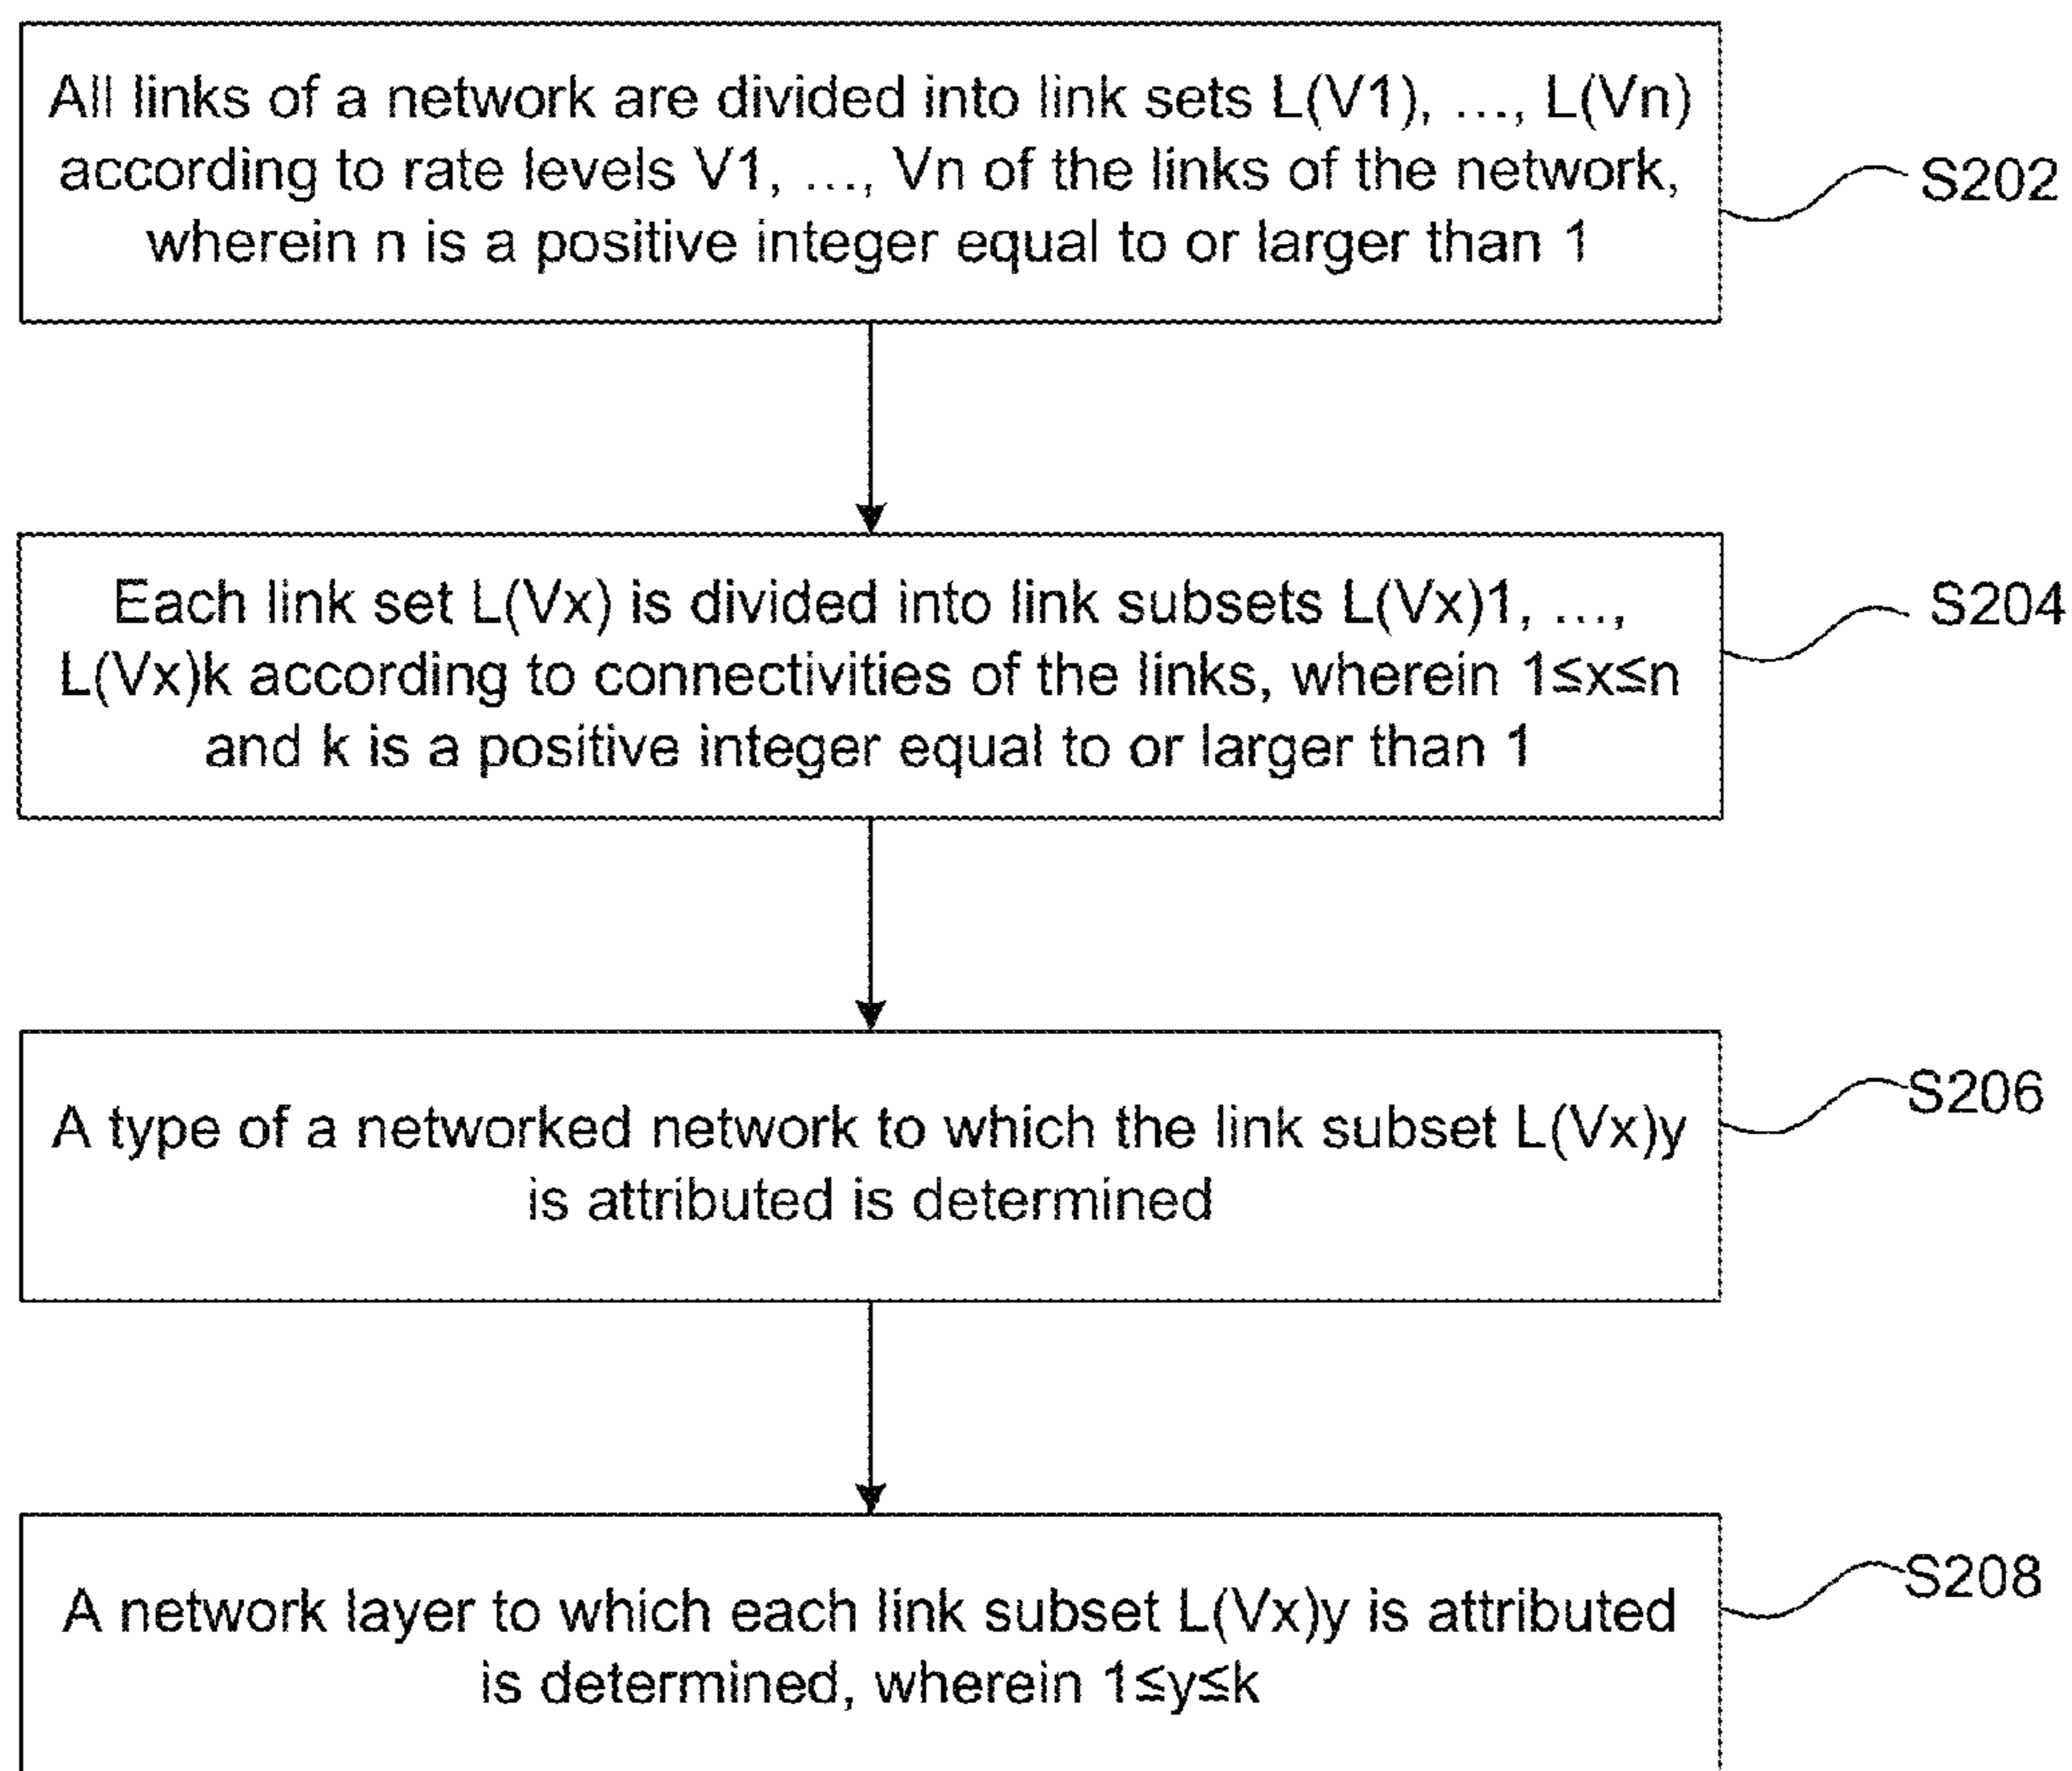 All links of a network are divided into link sets L(V1), ..., L(Vn)
according to rate levels V1, ..., Vn of the links of the network,
wherein n is a positive integer equal to or larger than 1
S202
Each link set L(Vx) is divided into link subsets L(Vx)1, ...,
L(Vx)k according to connectivities of the links, wherein 1≤x≤n
and k is a positive integer equal to or larger than 1
S204
A type of a networked network to which the link subset L(Vx)y
is attributed is determined
S206
A network layer to which each link subset L(Vx)y is attributed
is determined, wherein 1≤y≤k
S208